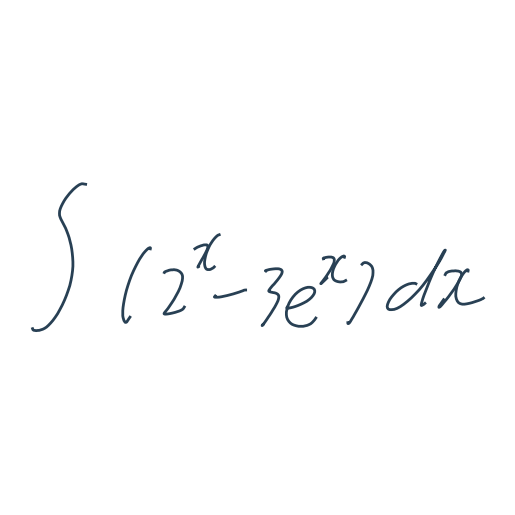 ∫ (2^x - 3e^x) dx